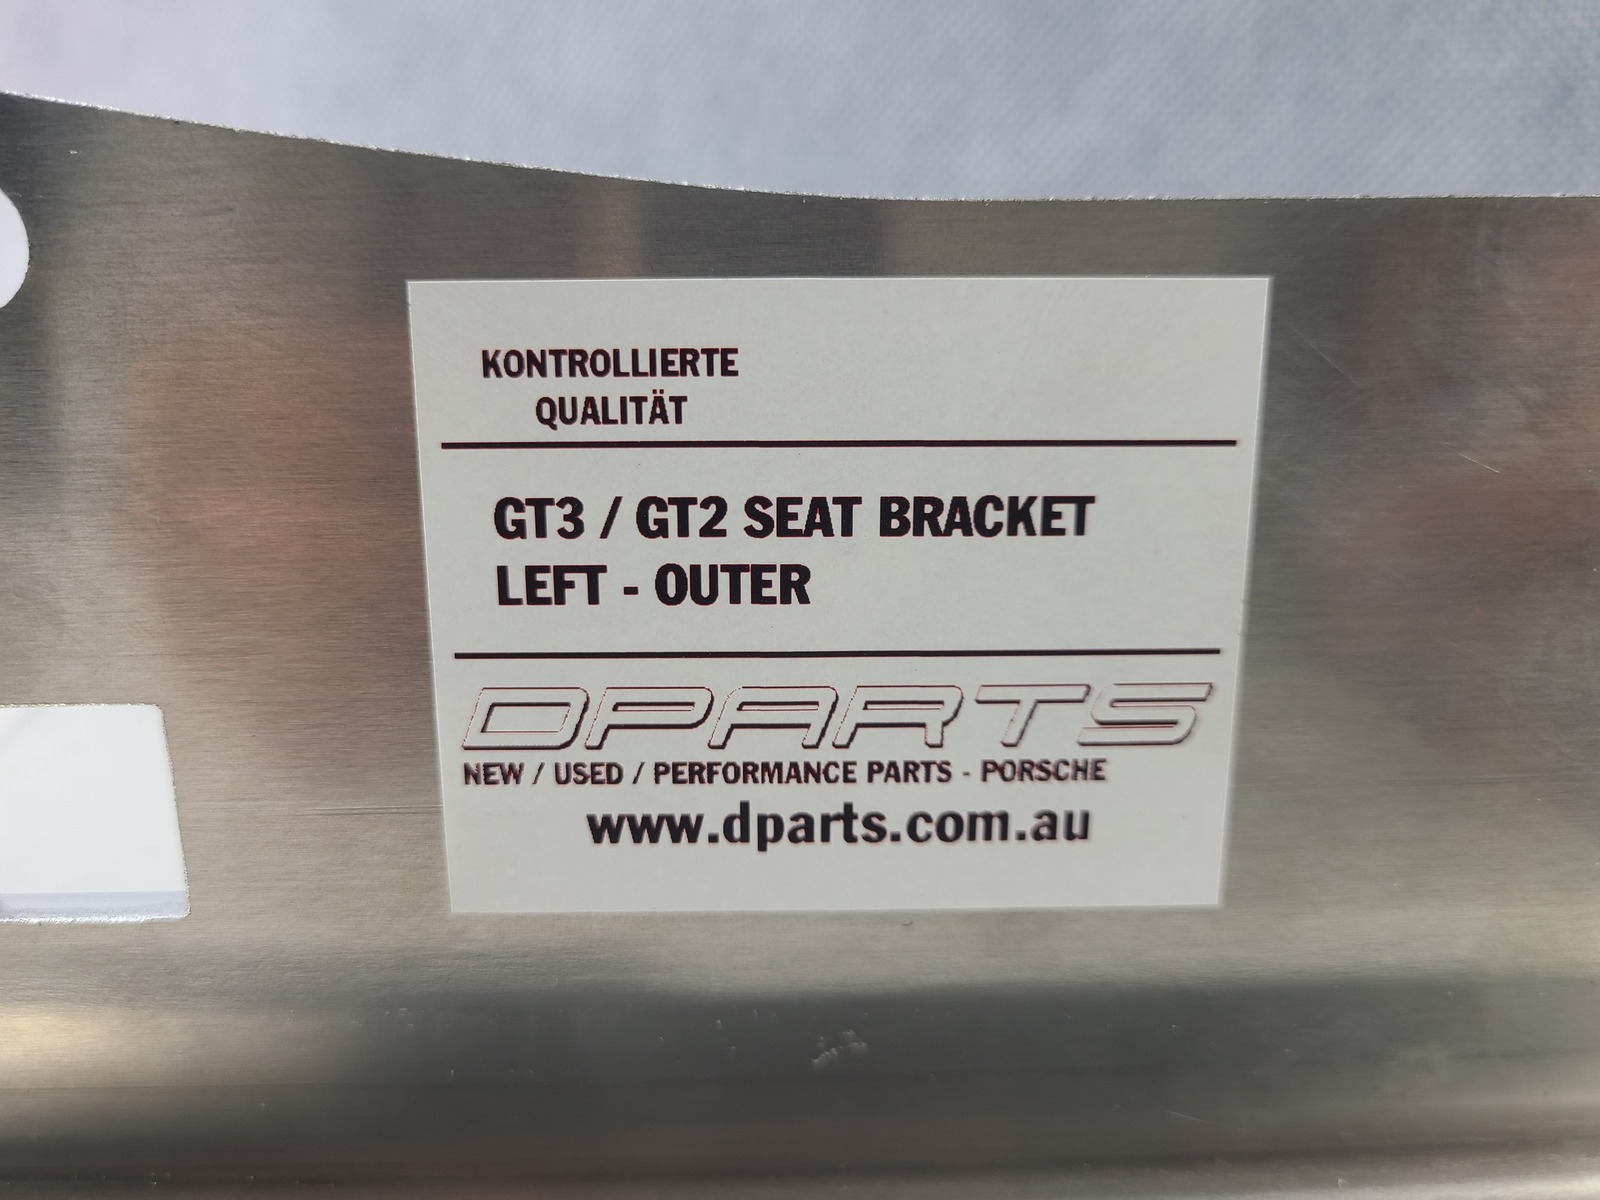 KONTROLLIERTE
QUALITÄT
GT3 / GT2 SEAT BRACKET
LEFT - OUTER
DPARTS
NEW / USED / PERFORMANCE PARTS - PORSCHE
www.dparts.com.au